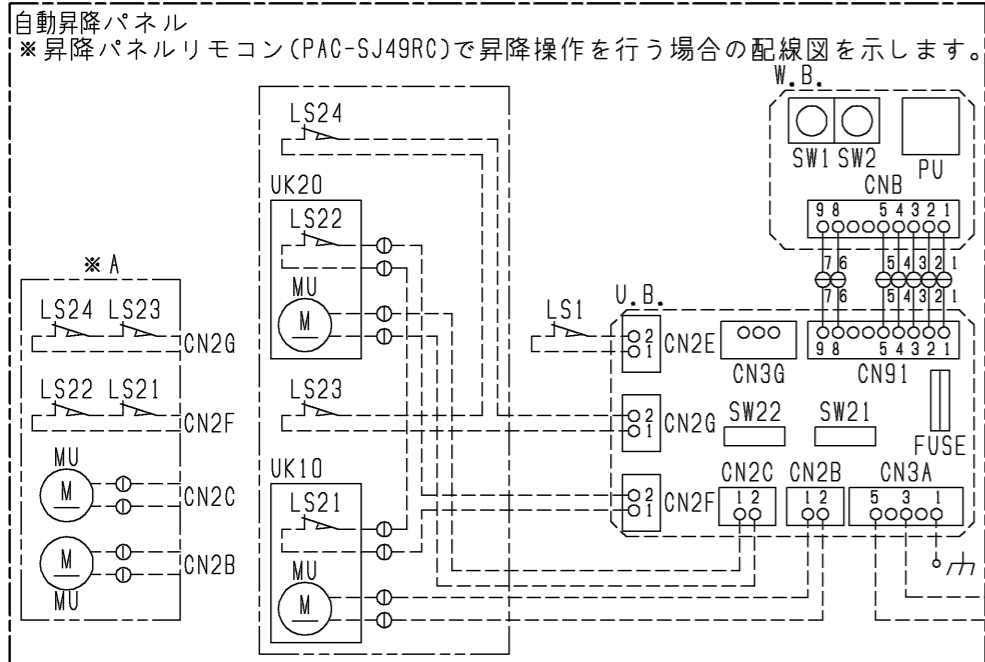 自動昇降パネル
※昇降パネルリモコン(PAC-SJ49RC)で昇降操作を行う場合の配線図を示します。
W.B.
SW1 SW2 PU
CNB
9 8 5 4 3 2 1
7 6 5 4 3 2 1
7 6 5 4 3 2 1
LS24
UK20
LS22
MU
M
※A
LS24 LS23
CN2G
LS22 LS21
CN2F
MU
M
CN2C
M
CN2B
MU
LS23
UK10
LS21
MU
M
LS1
U.B.
2
1
CN2E
CN3G
9 8 5 4 3 2 1
CN91
2
1
CN2G
SW22
SW21
FUSE
2
1
CN2F
CN2C
1 2
CN2B
1 2
CN3A
5 3 1